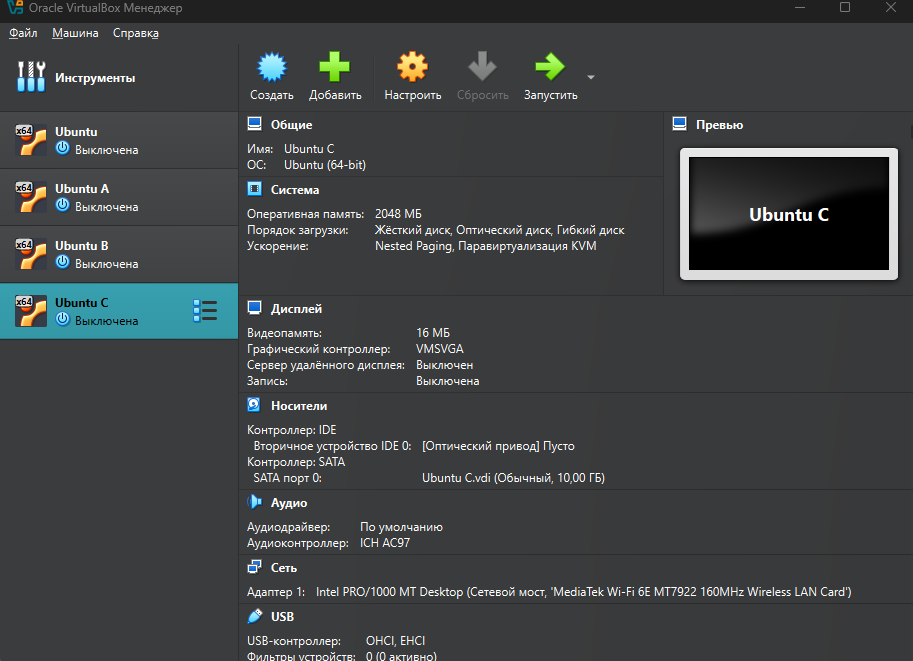 Oracle VirtualBox Менеджер
Файл Машина Справка
Инструменты
Создать Добавить Настроить Сбросить Запустить
x64 Ubuntu
Выключена
x64 Ubuntu A
Выключена
x64 Ubuntu B
Выключена
x64 Ubuntu C
Выключена
Общие
Имя: Ubuntu C
ОС: Ubuntu (64-bit)
Система
Оперативная память: 2048 МБ
Порядок загрузки: Жёсткий диск, Оптический диск, Гибкий диск
Ускорение: Nested Paging, Паравиртуализация KVM
Превью
Ubuntu C
Дисплей
Видеопамять: 16 МБ
Графический контроллер: VMSVGA
Сервер удалённого дисплея: Выключен
Запись: Выключена
Носители
Контроллер: IDE
Вторичное устройство IDE 0: [Оптический привод] Пусто
Контроллер: SATA
SATA порт 0: Ubuntu C.vdi (Обычный, 10,00 ГБ)
Аудио
Аудиодрайвер: По умолчанию
Аудиоконтроллер: ICH AC97
Сеть
Адаптер 1: Intel PRO/1000 MT Desktop (Сетевой мост, 'MediaTek Wi-Fi 6E MT7922 160MHz Wireless LAN Card')
USB
USB-контроллер: OHCI, EHCI
Фильтры устройств: 0 (0 активно)